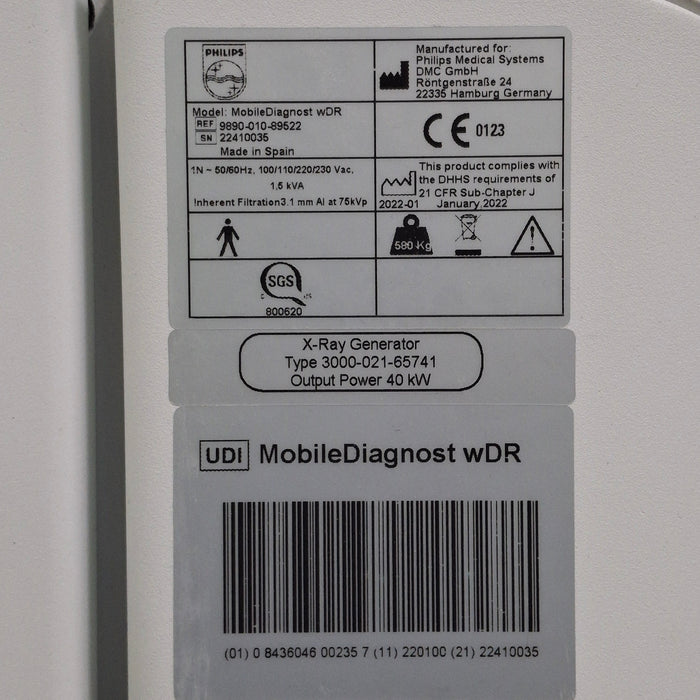 PHILIPS
Manufactured for:
Philips Medical Systems
DMC GmbH
Röntgenstraße 24
22335 Hamburg Germany
Model: MobileDiagnost wDR
REF 9890-010-89522
SN 22410035
Made in Spain
CE 0123
1N ~ 50/60Hz, 100/110/220/230 Vac,
1,5 kVA
Inherent Filtration3.1 mm Al at 75kVp
This product complies with
the DHHS requirements of
21 CFR Sub-Chapter J
2022-01 January,2022
580 Kg
SGS
800620
X-Ray Generator
Type 3000-021-65741
Output Power 40 kW
UDI MobileDiagnost wDR
(01) 0 8436046 00235 7 (11) 220100 (21) 22410035